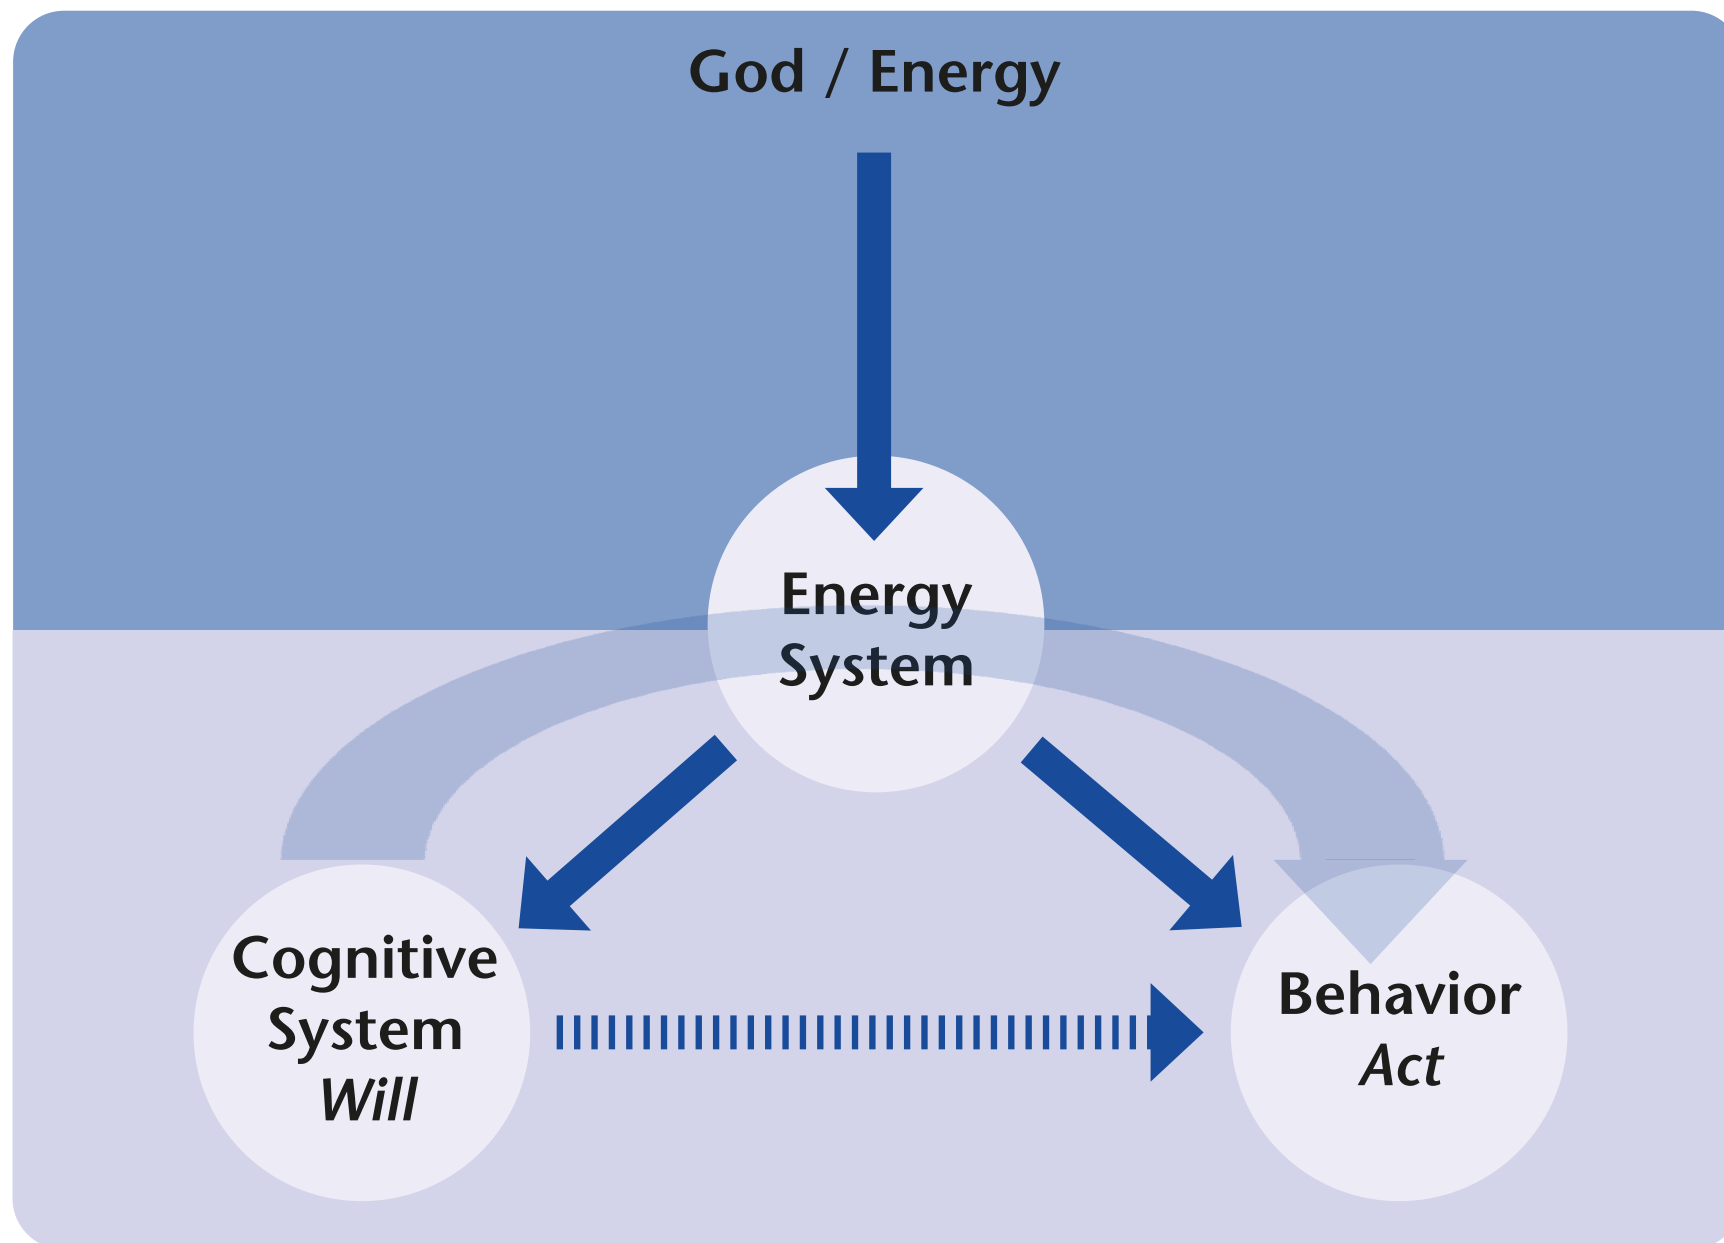 God / Energy
Energy
System
Cognitive
System
Will
Behavior
Act